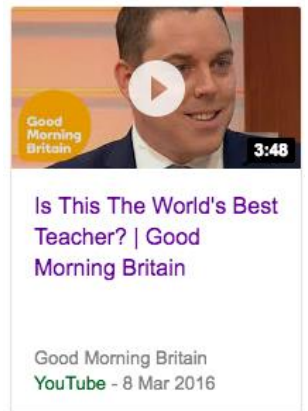 Good
Morning
Britain
3:48
Is This The World's Best
Teacher? | Good
Morning Britain
Good Morning Britain
YouTube - 8 Mar 2016